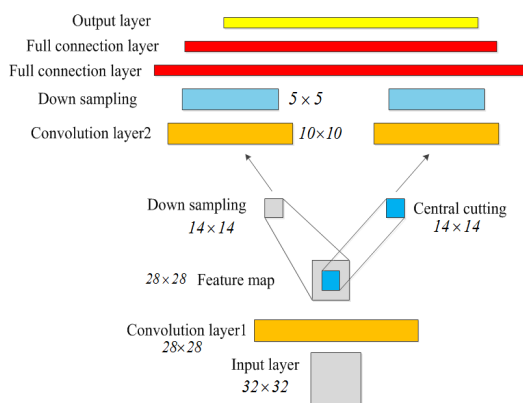 Output layer
Full connection layer
Full connection layer
Down sampling 5×5
Convolution layer2 10×10
Down sampling
14×14
Central cutting
14×14
28×28 Feature map
Convolution layer1
28×28
Input layer
32×32